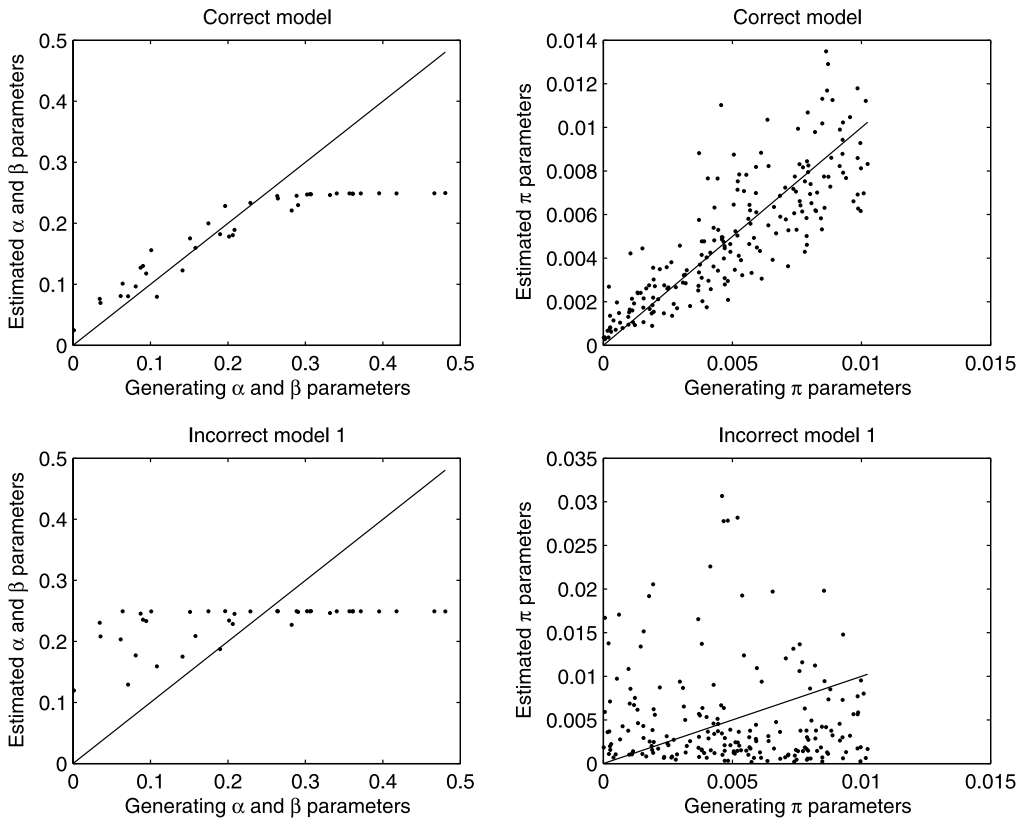 Correct model
Estimated α and β parameters
0.5
0.4
0.3
0.2
0.1
0
0 0.1 0.2 0.3 0.4 0.5
Generating α and β parameters
Correct model
Estimated π parameters
0.014
0.012
0.01
0.008
0.006
0.004
0.002
0
0 0.005 0.01 0.015
Generating π parameters
Incorrect model 1
Estimated α and β parameters
0.5
0.4
0.3
0.2
0.1
0
0 0.1 0.2 0.3 0.4 0.5
Generating α and β parameters
Incorrect model 1
Estimated π parameters
0.035
0.03
0.025
0.02
0.015
0.01
0.005
0
0 0.005 0.01 0.015
Generating π parameters